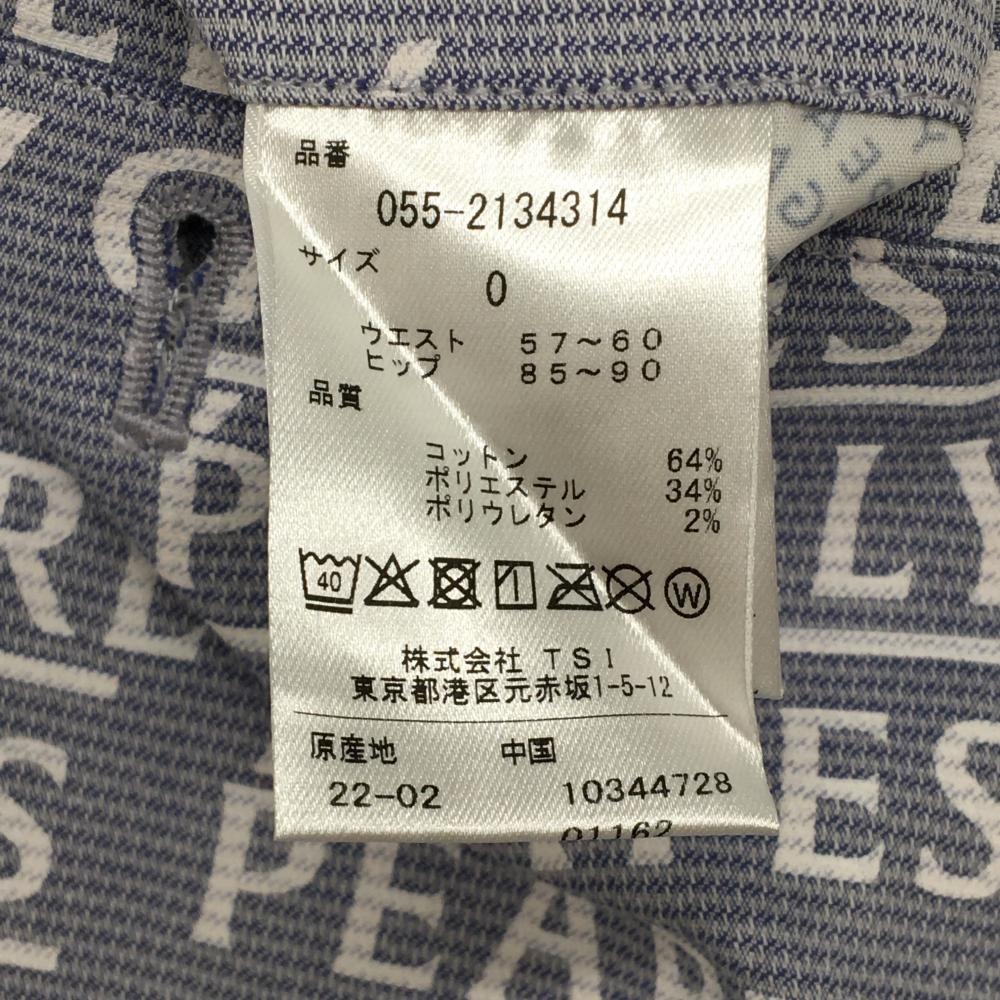 品番
055-2134314
サイズ
0
ウエスト 57～60
ヒップ 85～90
品質
コットン 64%
ポリエステル 34%
ポリウレタン 2%
40 W
株式会社 TSI
東京都港区元赤坂1-5-12
原産地 中国
22-02 10344728
01162